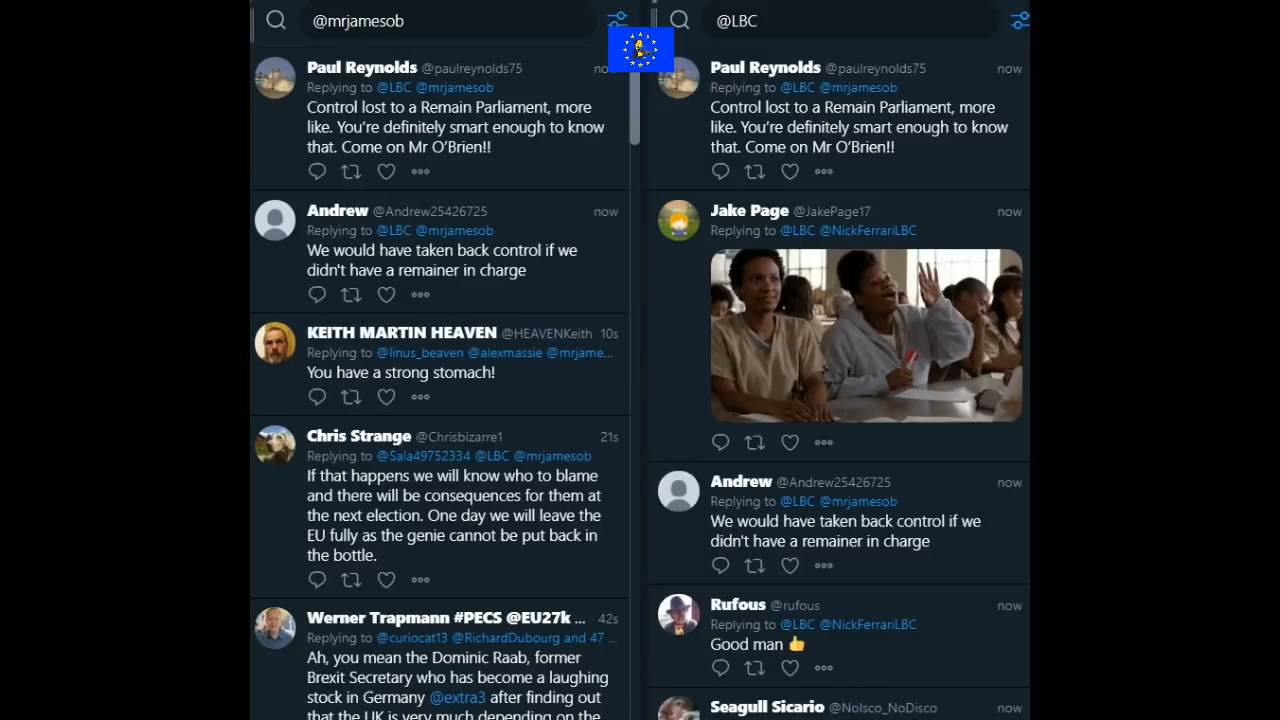 @mrjamesob
Paul Reynolds @paulreynolds75
Replying to @LBC @mrjamesob
Control lost to a Remain Parliament, more
like. You’re definitely smart enough to know
that. Come on Mr O’Brien!!
Andrew @Andrew25426725 now
Replying to @LBC @mrjamesob
We would have taken back control if we
didn't have a remainer in charge
KEITH MARTIN HEAVEN @HEAVENKeith 10s
Replying to @linus_beaven @alexmassie @mrjame...
You have a strong stomach!
Chris Strange @Chrisbizarre1 21s
Replying to @Sala49752334 @LBC @mrjamesob
If that happens we will know who to blame
and there will be consequences for them at
the next election. One day we will leave the
EU fully as the genie cannot be put back in
the bottle.
Werner Trapmann #PECS @EU27k ... 42s
Replying to @curiocat13 @RichardDubourg and 47 ...
Ah, you mean the Dominic Raab, former
Brexit Secretary who has become a laughing
stock in Germany @extra3 after finding out
that the UK is very much depending on the
@LBC
Paul Reynolds @paulreynolds75 now
Replying to @LBC @mrjamesob
Control lost to a Remain Parliament, more
like. You’re definitely smart enough to know
that. Come on Mr O’Brien!!
Jake Page @JakePage17 now
Replying to @LBC @NickFerrariLBC
Andrew @Andrew25426725 now
Replying to @LBC @mrjamesob
We would have taken back control if we
didn't have a remainer in charge
Rufous @rufous now
Replying to @LBC @NickFerrariLBC
Good man 👍
Seagull Sicario @Nolsco_NoDisco now